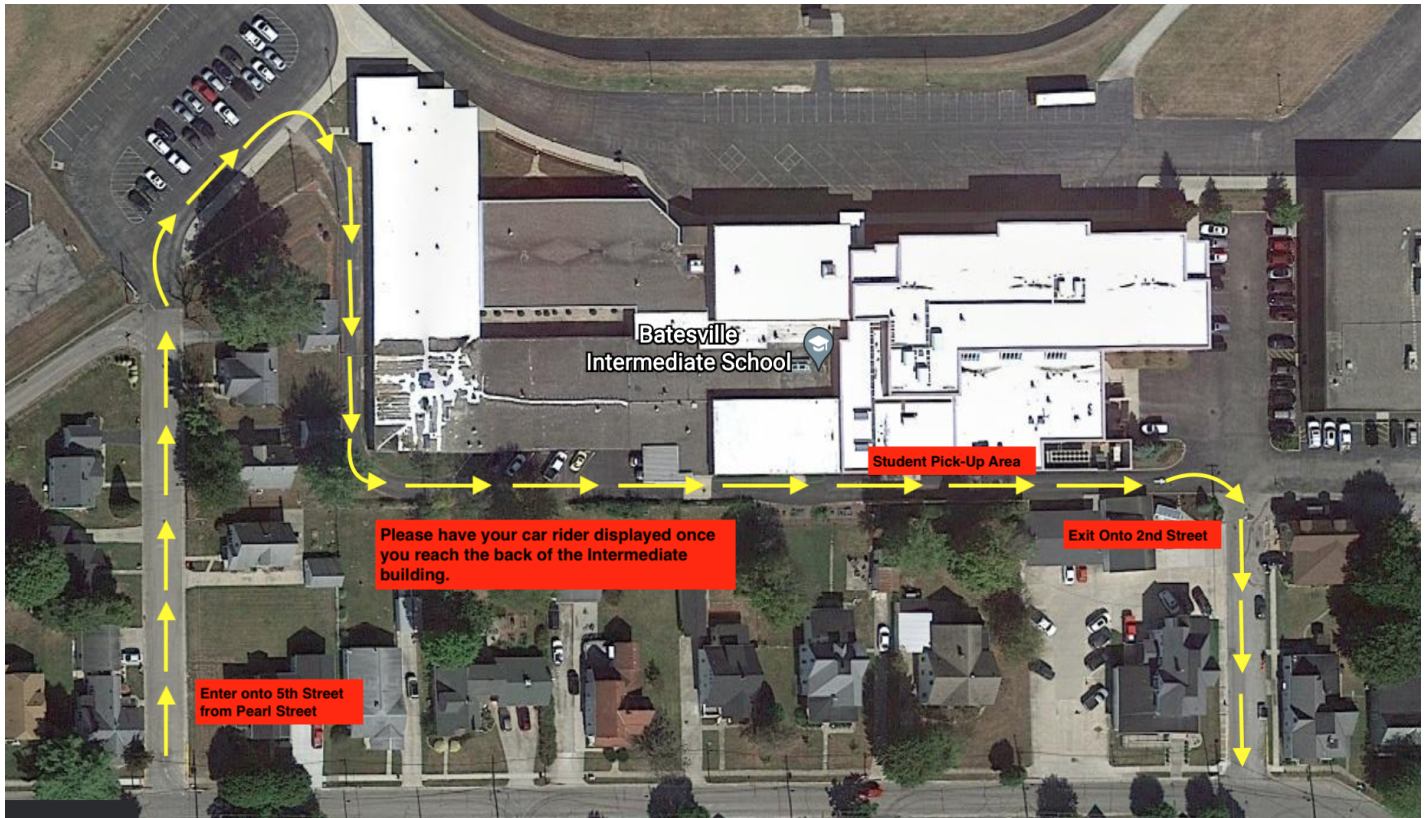 Batesville
Intermediate School
Student Pick-Up Area
Please have your car rider displayed once
you reach the back of the Intermediate
building.
Exit Onto 2nd Street
Enter onto 5th Street
from Pearl Street